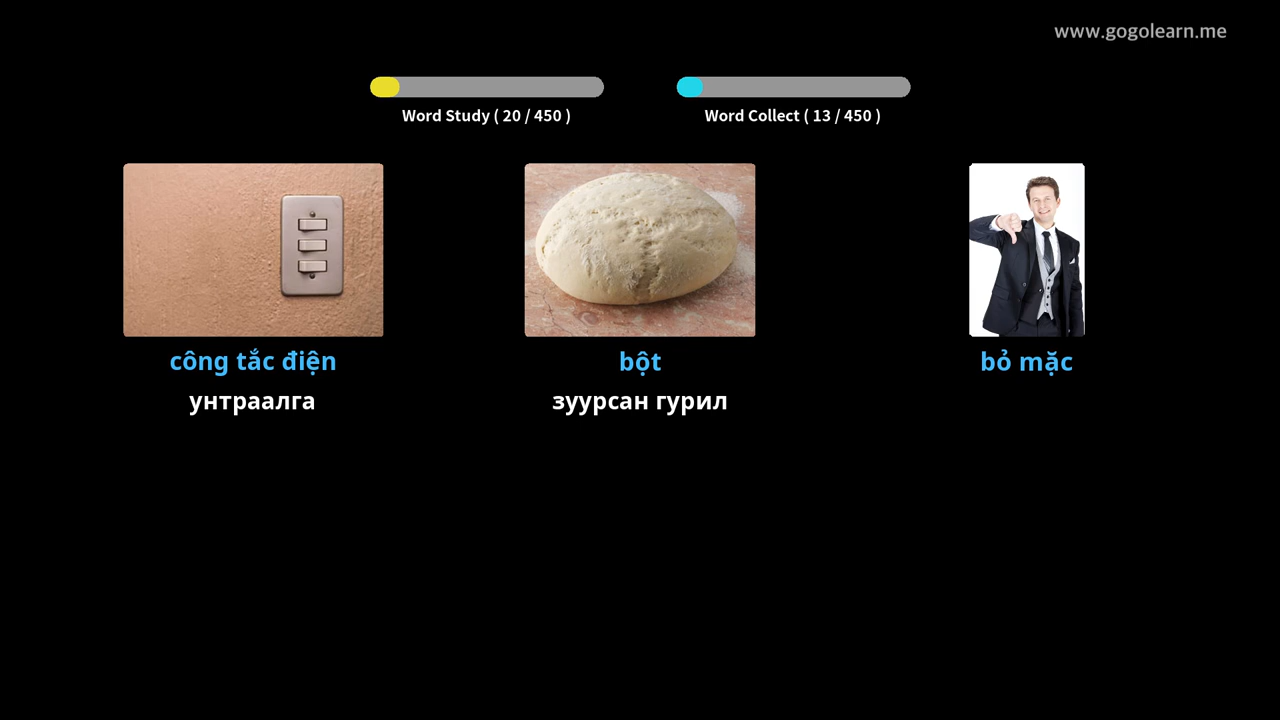 www.gogolearn.me
Word Study ( 20 / 450 )
Word Collect ( 13 / 450 )
công tắc điện
унтраалга
bột
зуурсан гурил
bỏ mặc